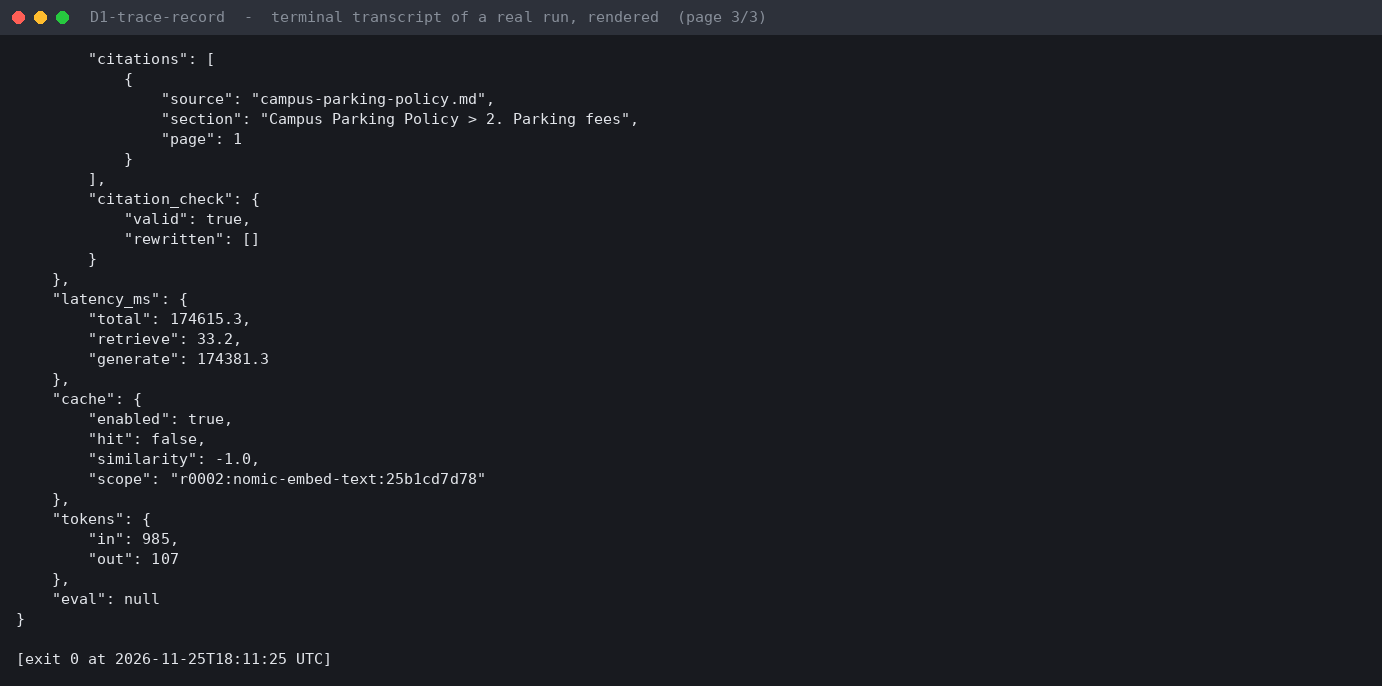 D1-trace-record  -  terminal transcript of a real run, rendered  (page 3/3)
        "citations": [
            {
                "source": "campus-parking-policy.md",
                "section": "Campus Parking Policy > 2. Parking fees",
                "page": 1
            }
        ],
        "citation_check": {
            "valid": true,
            "rewritten": []
        }
    },
    "latency_ms": {
        "total": 174615.3,
        "retrieve": 33.2,
        "generate": 174381.3
    },
    "cache": {
        "enabled": true,
        "hit": false,
        "similarity": -1.0,
        "scope": "r0002:nomic-embed-text:25b1cd7d78"
    },
    "tokens": {
        "in": 985,
        "out": 107
    },
    "eval": null
}
[exit 0 at 2026-11-25T18:11:25 UTC]